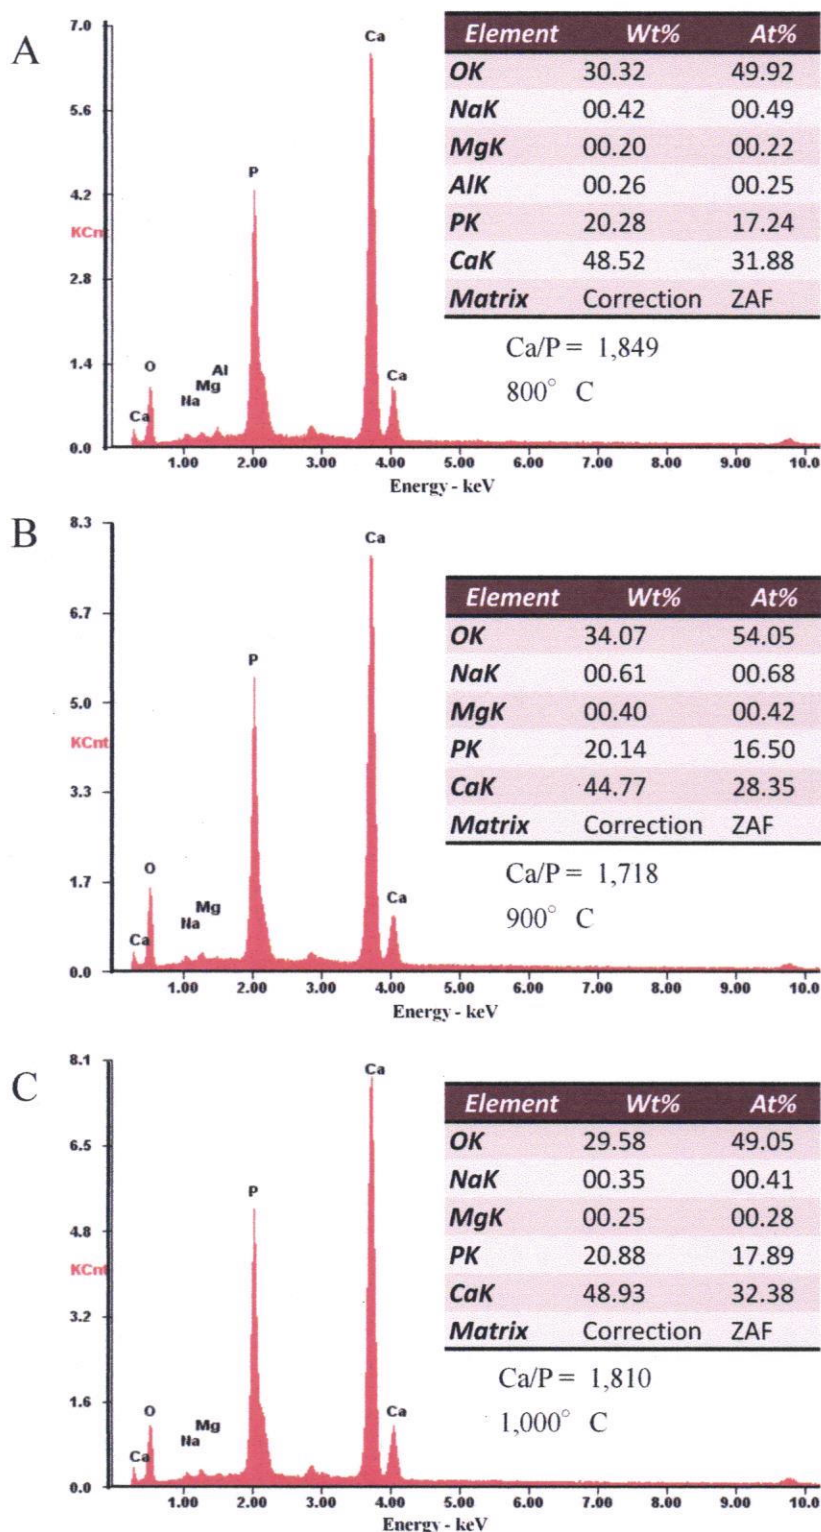 A
7.0
5.6
4.2
KCnt
2.8
1.4
0.0
Ca
P
O
Ca
Na
Mg
Al
Ca
1.00 2.00 3.00 4.00 5.00 6.00 7.00 8.00 9.00 10.0
Energy - keV
Element Wt% At%
OK 30.32 49.92
NaK 00.42 00.49
MgK 00.20 00.22
AlK 00.26 00.25
PK 20.28 17.24
CaK 48.52 31.88
Matrix Correction ZAF
Ca/P = 1,849
800° C
B
8.3
6.7
5.0
KCnt
3.3
1.7
0.0
Ca
P
O
Ca
Na
Mg
Ca
1.00 2.00 3.00 4.00 5.00 6.00 7.00 8.00 9.00 10.0
Energy - keV
Element Wt% At%
OK 34.07 54.05
NaK 00.61 00.68
MgK 00.40 00.42
PK 20.14 16.50
CaK 44.77 28.35
Matrix Correction ZAF
Ca/P = 1,718
900° C
C
8.1
6.5
4.8
KCnt
3.2
1.6
0.0
Ca
P
O
Ca
Na
Mg
Ca
1.00 2.00 3.00 4.00 5.00 6.00 7.00 8.00 9.00 10.0
Energy - keV
Element Wt% At%
OK 29.58 49.05
NaK 00.35 00.41
MgK 00.25 00.28
PK 20.88 17.89
CaK 48.93 32.38
Matrix Correction ZAF
Ca/P = 1,810
1,000° C